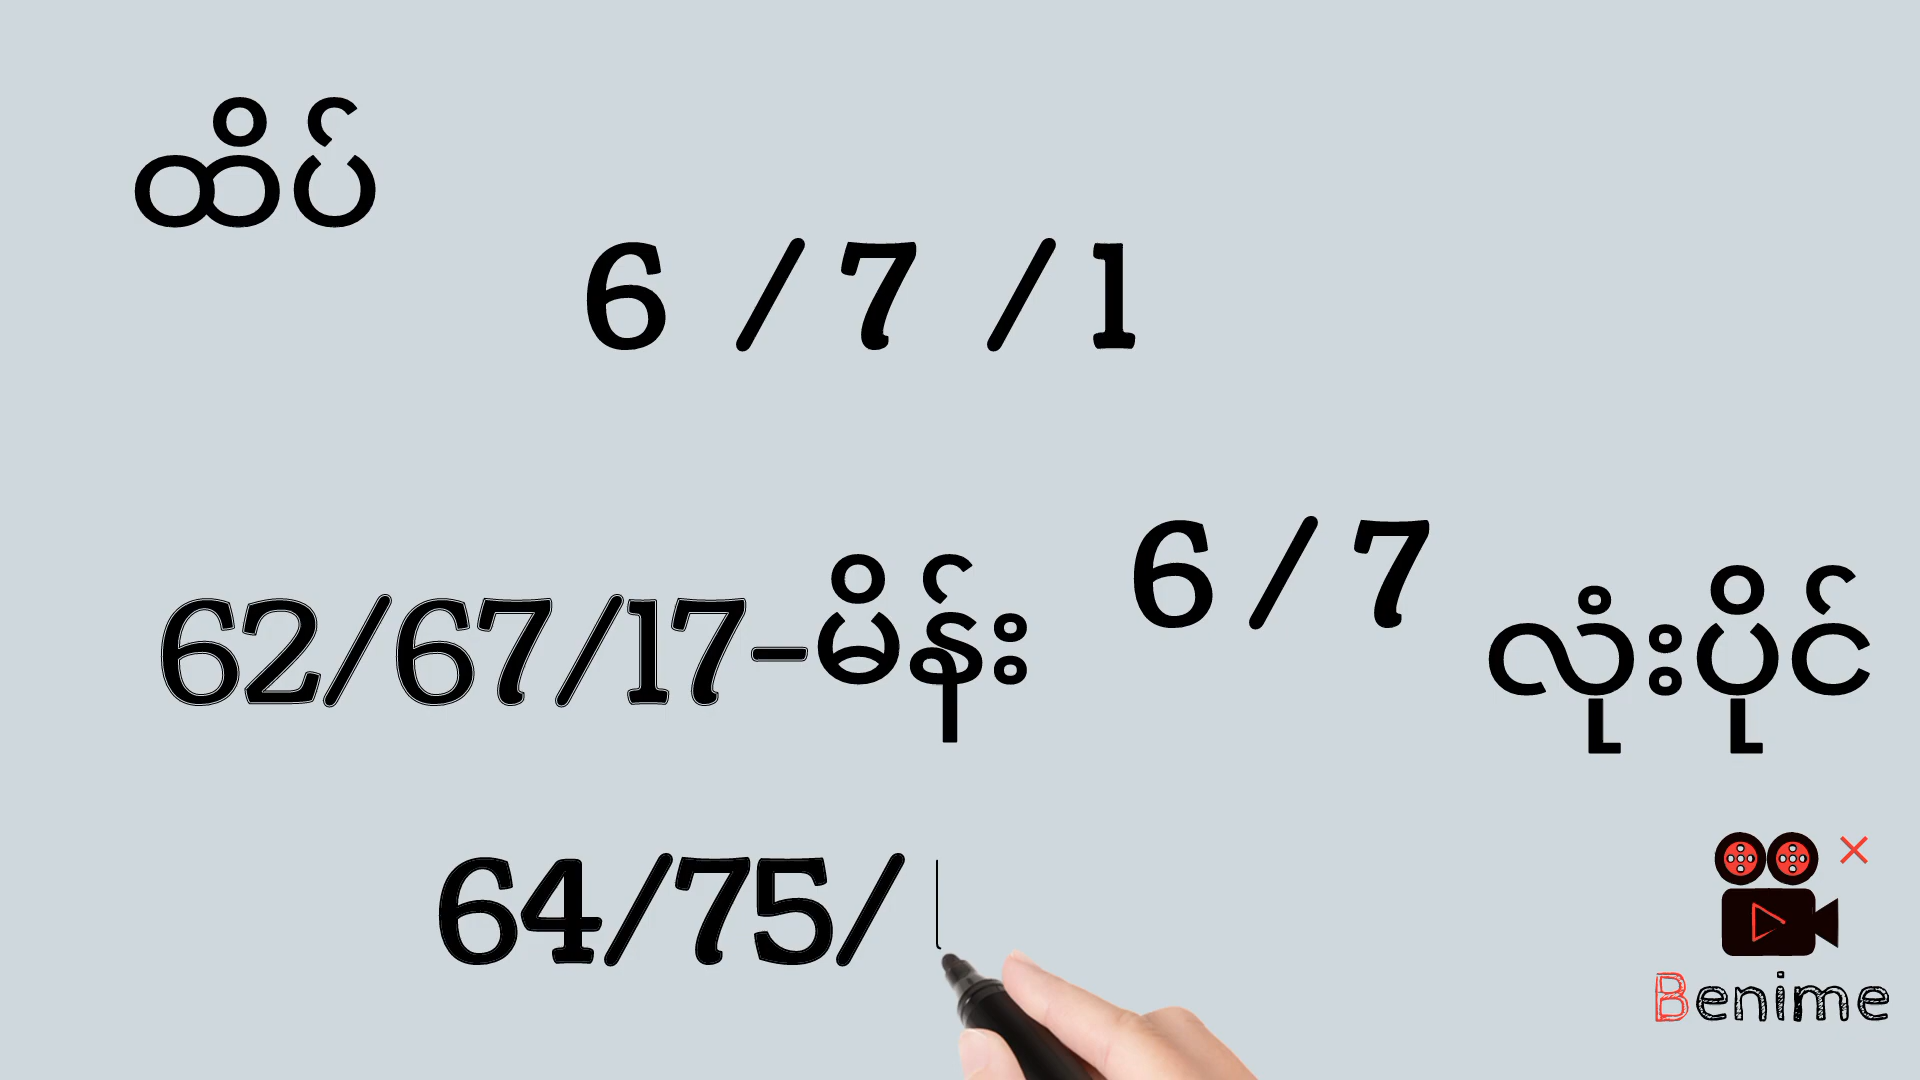 ထိပ်
6 / 7 / 1
62/67/17-မိန်း
6 / 7
လုံးပိုင်
64/75/
Benime